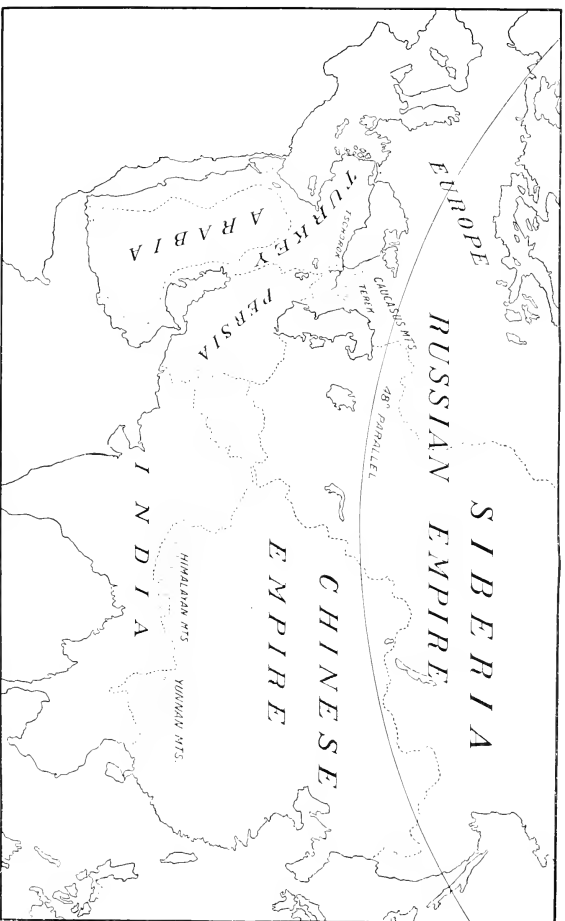 SIBERIA
EUROPE
RUSSIAN EMPIRE
48° PARALLEL
CAUCASUS MTS.
TEREK
TURKEY
CHINESE
EMPIRE
PERSIA
ARABIA
HIMALAYAN MTS
YUNNAN MTS.
INDIA